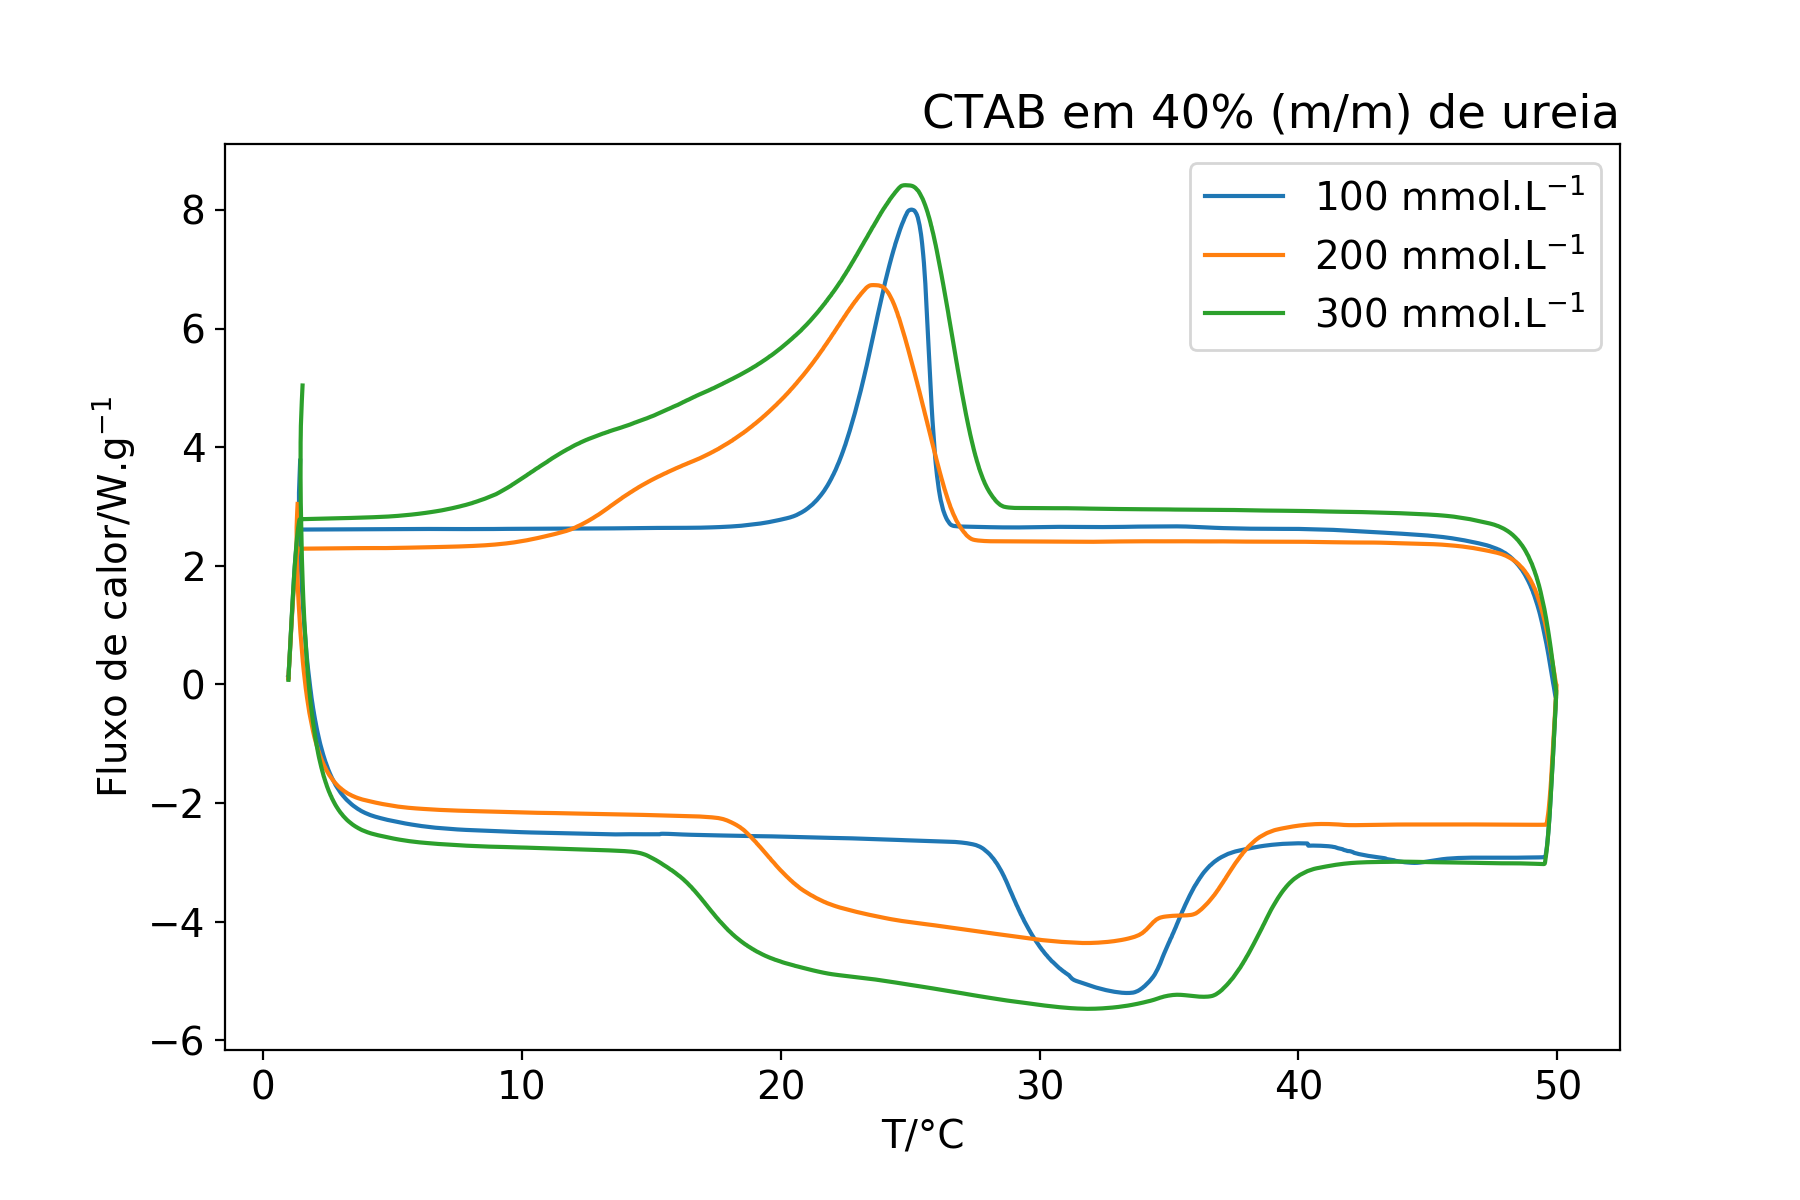 CTAB em 40% (m/m) de ureia
100 mmol.L⁻¹
200 mmol.L⁻¹
300 mmol.L⁻¹
Fluxo de calor/W.g⁻¹
8
6
4
2
0
−2
−4
−6
0 10 20 30 40 50
T/°C